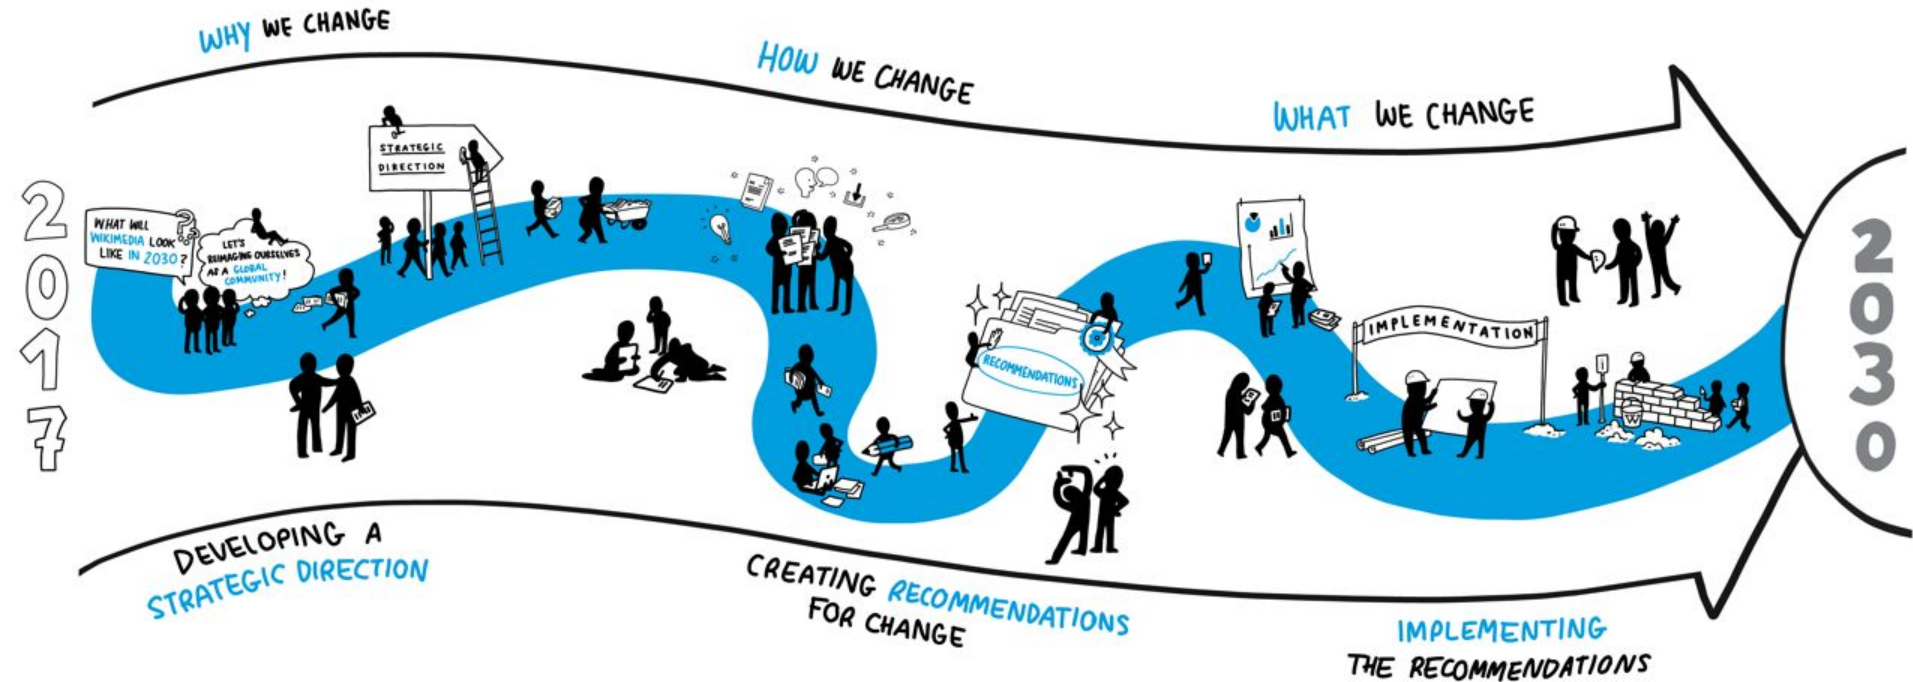 WHY WE CHANGE
HOW WE CHANGE
WHAT WE CHANGE
2017
WHAT WILL
WIKIMEDIA LOOK
LIKE IN 2030?
LET'S
REIMAGINE OURSELVES
AS A GLOBAL
COMMUNITY!
STRATEGIC
DIRECTION
RECOMMENDATIONS
IMPLEMENTATION
W
2030
DEVELOPING A
STRATEGIC DIRECTION
CREATING RECOMMENDATIONS
FOR CHANGE
IMPLEMENTING
THE RECOMMENDATIONS